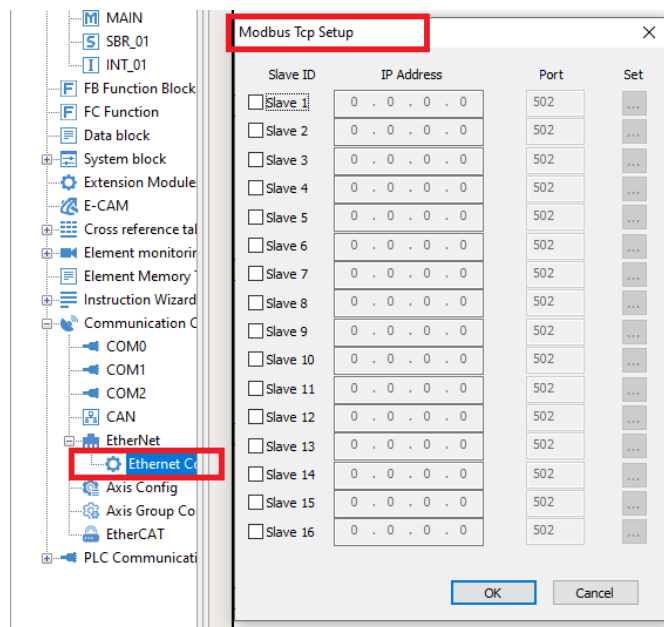 MAIN
SBR_01
INT_01
FB Function Block
FC Function
Data block
System block
Extension Module
E-CAM
Cross reference tal
Element monitorir
Element Memory
Instruction Wizard
Communication C
COM0
COM1
COM2
CAN
EtherNet
Ethernet Co
Axis Config
Axis Group Co
EtherCAT
PLC Communicati
Modbus Tcp Setup
Slave ID IP Address Port Set
Slave 1 0 . 0 . 0 . 0 502 ...
Slave 2 0 . 0 . 0 . 0 502 ...
Slave 3 0 . 0 . 0 . 0 502 ...
Slave 4 0 . 0 . 0 . 0 502 ...
Slave 5 0 . 0 . 0 . 0 502 ...
Slave 6 0 . 0 . 0 . 0 502 ...
Slave 7 0 . 0 . 0 . 0 502 ...
Slave 8 0 . 0 . 0 . 0 502 ...
Slave 9 0 . 0 . 0 . 0 502 ...
Slave 10 0 . 0 . 0 . 0 502 ...
Slave 11 0 . 0 . 0 . 0 502 ...
Slave 12 0 . 0 . 0 . 0 502 ...
Slave 13 0 . 0 . 0 . 0 502 ...
Slave 14 0 . 0 . 0 . 0 502 ...
Slave 15 0 . 0 . 0 . 0 502 ...
Slave 16 0 . 0 . 0 . 0 502 ...
OK Cancel